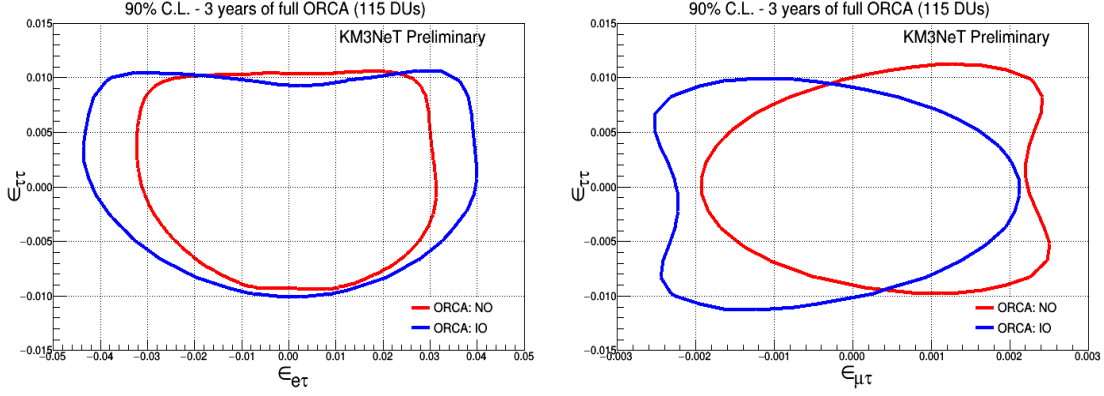 90% C.L. - 3 years of full ORCA (115 DUs)
KM3NeT Preliminary
0.015
0.010
0.005
0.000
−0.005
−0.010
−0.015
ϵττ
ORCA: NO
ORCA: IO
−0.05 −0.04 −0.03 −0.02 −0.01 0.00 0.01 0.02 0.03 0.04 0.05
ϵeτ
90% C.L. - 3 years of full ORCA (115 DUs)
KM3NeT Preliminary
0.015
0.010
0.005
0.000
−0.005
−0.010
−0.015
ϵττ
ORCA: NO
ORCA: IO
−0.003 −0.002 −0.001 0.000 0.001 0.002 0.003
ϵμτ